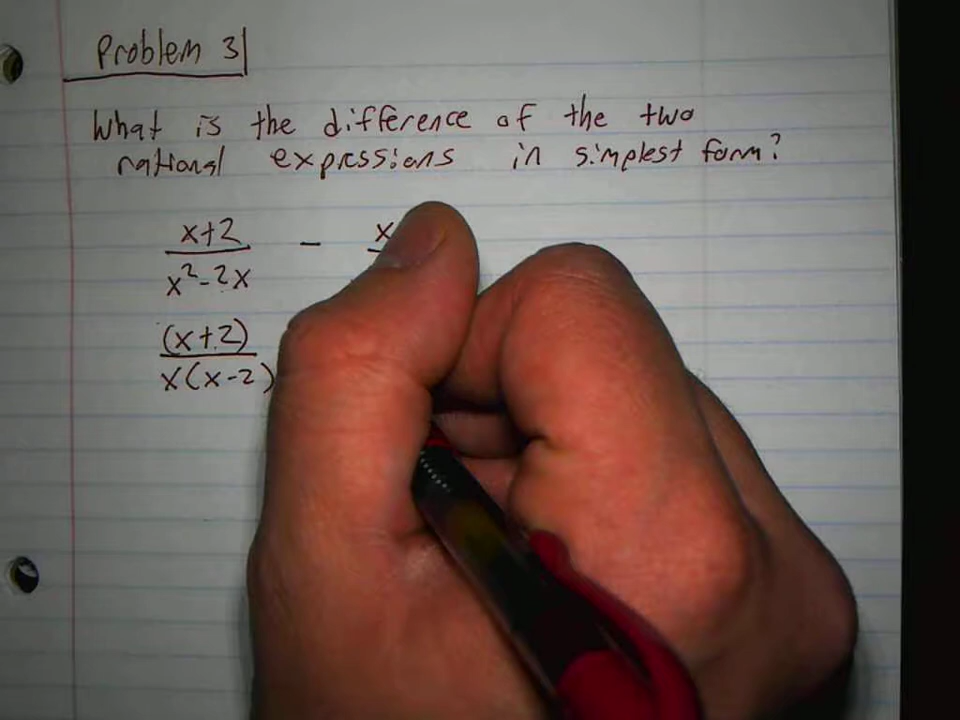 Problem 3
What is the difference of the two
rational expressions in simplest form?
x+2 - x
x²-2x
(x+2)
x(x-2)